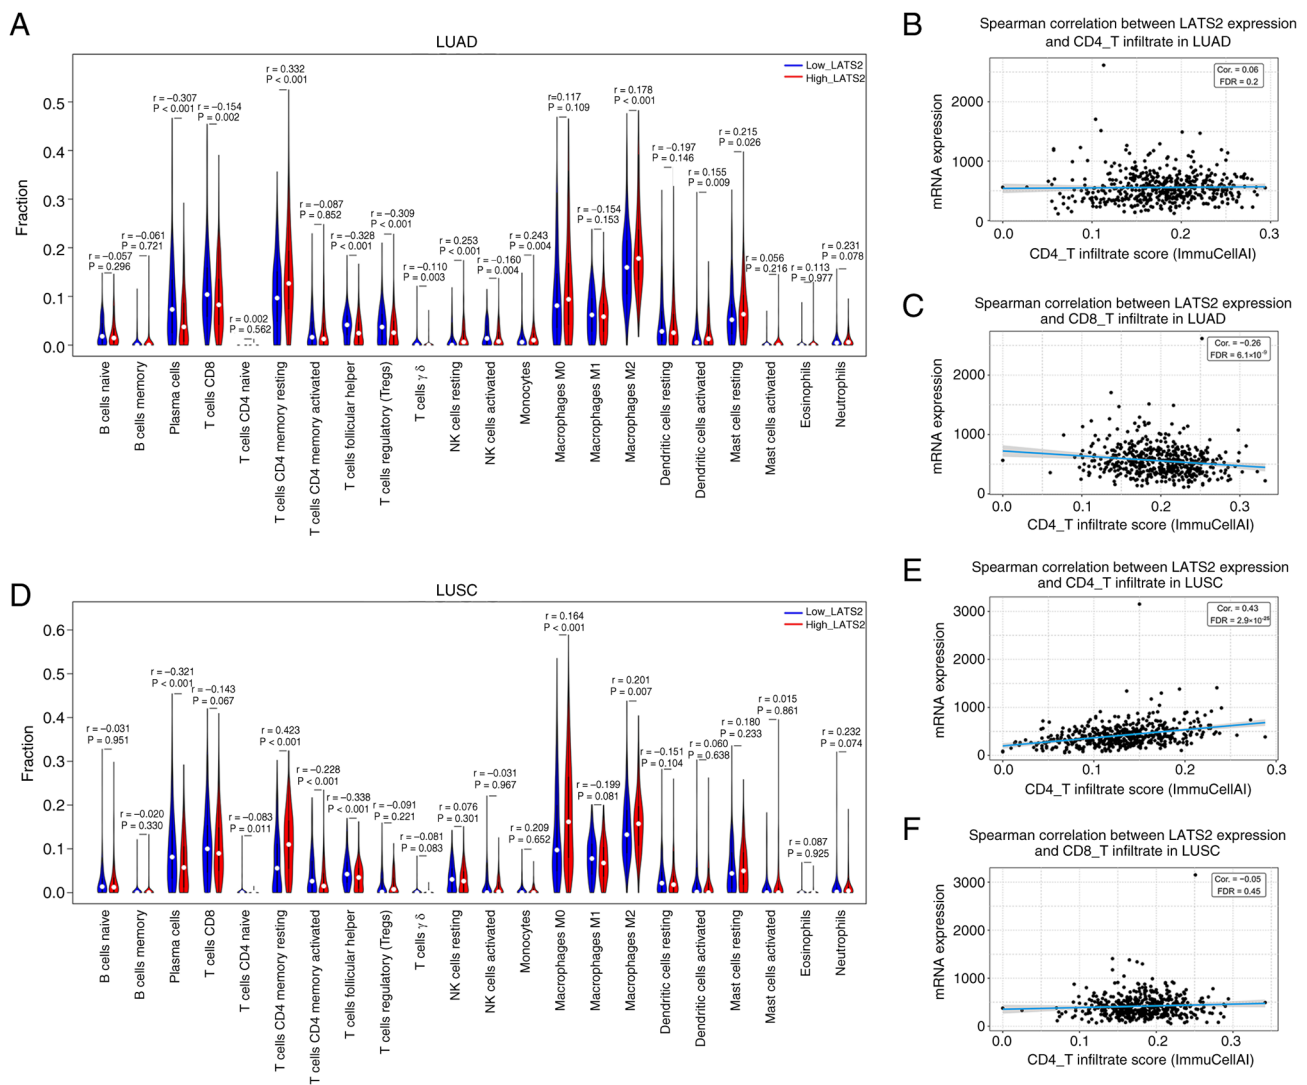 A
LUAD
Low_LATS2
High_LATS2
Fraction
0.5
0.4
0.3
0.2
0.1
0.0
r = −0.057
P = 0.296
r = −0.061
P = 0.721
r = −0.307
P < 0.001
r = −0.154
P = 0.002
r = 0.002
P = 0.562
r = 0.332
P < 0.001
r = −0.087
P = 0.852
r = −0.328
P < 0.001
r = −0.309
P < 0.001
r = −0.110
P = 0.003
r = 0.253
P < 0.001
r = −0.160
P = 0.004
r = 0.243
P = 0.004
r=0.117
P = 0.109
r = −0.154
P = 0.153
r = 0.178
P < 0.001
r = −0.197
P = 0.146
r = 0.155
P = 0.009
r = 0.215
P = 0.026
r = 0.056
P = 0.216
r = 0.113
P = 0.977
r = 0.231
P = 0.078
B cells naive
B cells memory
Plasma cells
T cells CD8
T cells CD4 naive
T cells CD4 memory resting
T cells CD4 memory activated
T cells follicular helper
T cells regulatory (Tregs)
T cells γ δ
NK cells resting
NK cells activated
Monocytes
Macrophages M0
Macrophages M1
Macrophages M2
Dendritic cells resting
Dendritic cells activated
Mast cells resting
Mast cells activated
Eosinophils
Neutrophils
B
Spearman correlation between LATS2 expression
and CD4_T infiltrate in LUAD
Cor. = 0.06
FDR = 0.2
mRNA expression
2000
1000
0
0.0
0.1
0.2
0.3
CD4_T infiltrate score (ImmuCellAI)
C
Spearman correlation between LATS2 expression
and CD8_T infiltrate in LUAD
Cor. = −0.26
FDR = 6.1×10⁻⁹
mRNA expression
2000
1000
0
0.0
0.1
0.2
0.3
CD4_T infiltrate score (ImmuCellAI)
D
LUSC
Low_LATS2
High_LATS2
Fraction
0.6
0.5
0.4
0.3
0.2
0.1
0.0
r = −0.031
P = 0.951
r = −0.020
P = 0.330
r = −0.321
P < 0.001
r = −0.143
P = 0.067
r = −0.083
P = 0.011
r = 0.423
P < 0.001
r = −0.228
P < 0.001
r = −0.338
P < 0.001
r = −0.091
P = 0.221
r = −0.081
P = 0.083
r = 0.076
P = 0.301
r = −0.031
P = 0.967
r = 0.209
P = 0.652
r = 0.164
P < 0.001
r = −0.199
P = 0.081
r = 0.201
P = 0.007
r = −0.151
P = 0.104
r = 0.060
P = 0.638
r = 0.180
P = 0.233
r = 0.015
P = 0.861
r = 0.087
P = 0.925
r = 0.232
P = 0.074
B cells naive
B cells memory
Plasma cells
T cells CD8
T cells CD4 naive
T cells CD4 memory resting
T cells CD4 memory activated
T cells follicular helper
T cells regulatory (Tregs)
T cells γ δ
NK cells resting
NK cells activated
Monocytes
Macrophages M0
Macrophages M1
Macrophages M2
Dendritic cells resting
Dendritic cells activated
Mast cells resting
Mast cells activated
Eosinophils
Neutrophils
E
Spearman correlation between LATS2 expression
and CD4_T infiltrate in LUSC
Cor. = 0.43
FDR = 2.9×10⁻²⁶
mRNA expression
3000
2000
1000
0
0.0
0.1
0.2
0.3
CD4_T infiltrate score (ImmuCellAI)
F
Spearman correlation between LATS2 expression
and CD8_T infiltrate in LUSC
Cor. = −0.05
FDR = 0.45
mRNA expression
3000
2000
1000
0
0.0
0.1
0.2
0.3
CD4_T infiltrate score (ImmuCellAI)